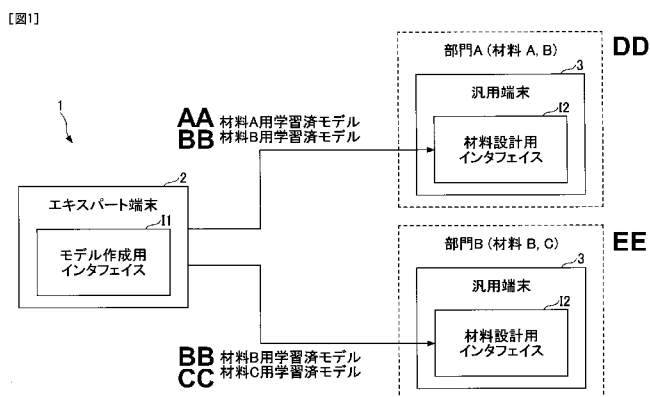 [図1]
1
AA 材料A用学習済モデル
BB 材料B用学習済モデル
2
エキスパート端末
I1
モデル作成用
インタフェイス
部門A (材料 A, B)
DD
3
汎用端末
I2
材料設計用
インタフェイス
部門B (材料 B, C)
EE
3
汎用端末
I2
材料設計用
インタフェイス
BB 材料B用学習済モデル
CC 材料C用学習済モデル